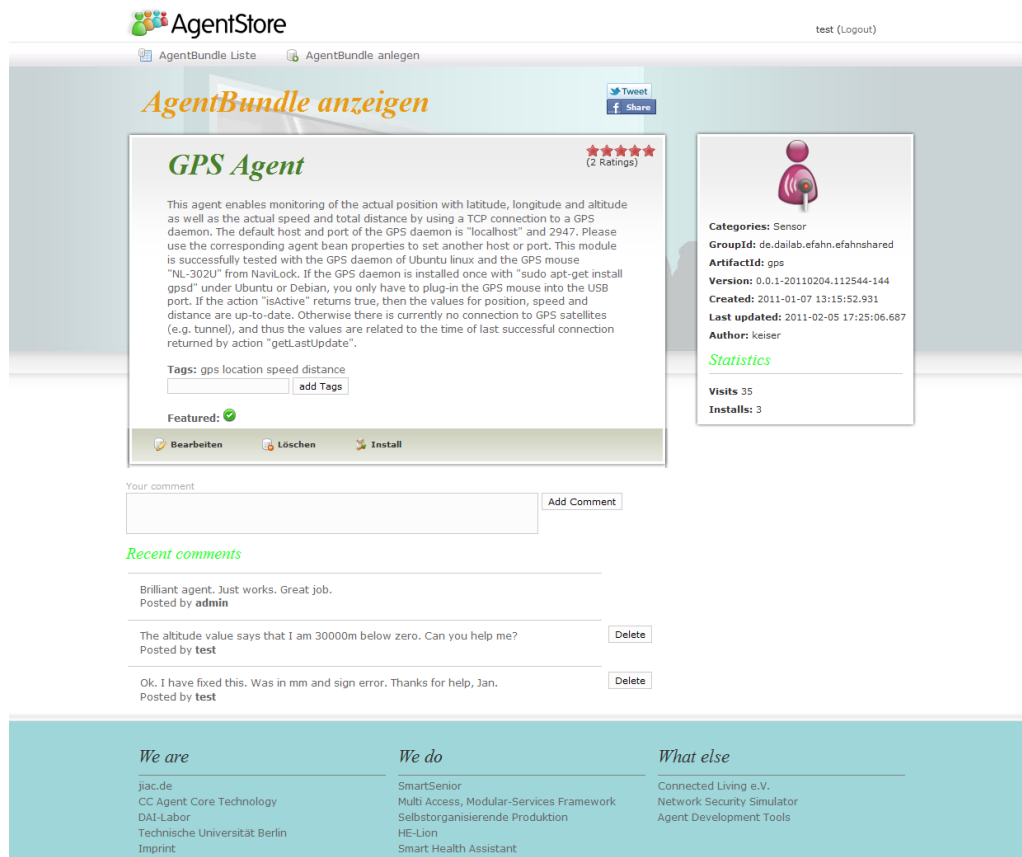 AgentStore
test (Logout)
AgentBundle Liste
AgentBundle anlegen
AgentBundle anzeigen
Tweet
f Share
GPS Agent
(2 Ratings)
This agent enables monitoring of the actual position with latitude, longitude and altitude
as well as the actual speed and total distance by using a TCP connection to a GPS
daemon. The default host and port of the GPS daemon is "localhost" and 2947. Please
use the corresponding agent bean properties to set another host or port. This module
is successfully tested with the GPS daemon of Ubuntu linux and the GPS mouse
"NL-302U" from NaviLock. If the GPS daemon is installed once with "sudo apt-get install
gpsd" under Ubuntu or Debian, you only have to plug-in the GPS mouse into the USB
port. If the action "isActive" returns true, then the values for position, speed and
distance are up-to-date. Otherwise there is currently no connection to GPS satellites
(e.g. tunnel), and thus the values are related to the time of last successful connection
returned by action "getLastUpdate".
Tags: gps location speed distance
add Tags
Featured:
Bearbeiten
Löschen
Install
Categories: Sensor
GroupId: de.dailab.efahn.efahnshared
ArtifactId: gps
Version: 0.0.1-20110204.112544-144
Created: 2011-01-07 13:15:52.931
Last updated: 2011-02-05 17:25:06.687
Author: keiser
Statistics
Visits 35
Installs: 3
Your comment
Add Comment
Recent comments
Brilliant agent. Just works. Great job.
Posted by admin
The altitude value says that I am 30000m below zero. Can you help me?
Posted by test
Delete
Ok. I have fixed this. Was in mm and sign error. Thanks for help, Jan.
Posted by test
Delete
We are
jiac.de
CC Agent Core Technology
DAI-Labor
Technische Universität Berlin
Imprint
We do
SmartSenior
Multi Access, Modular-Services Framework
Selbstorganisierende Produktion
HE-Lion
Smart Health Assistant
What else
Connected Living e.V.
Network Security Simulator
Agent Development Tools